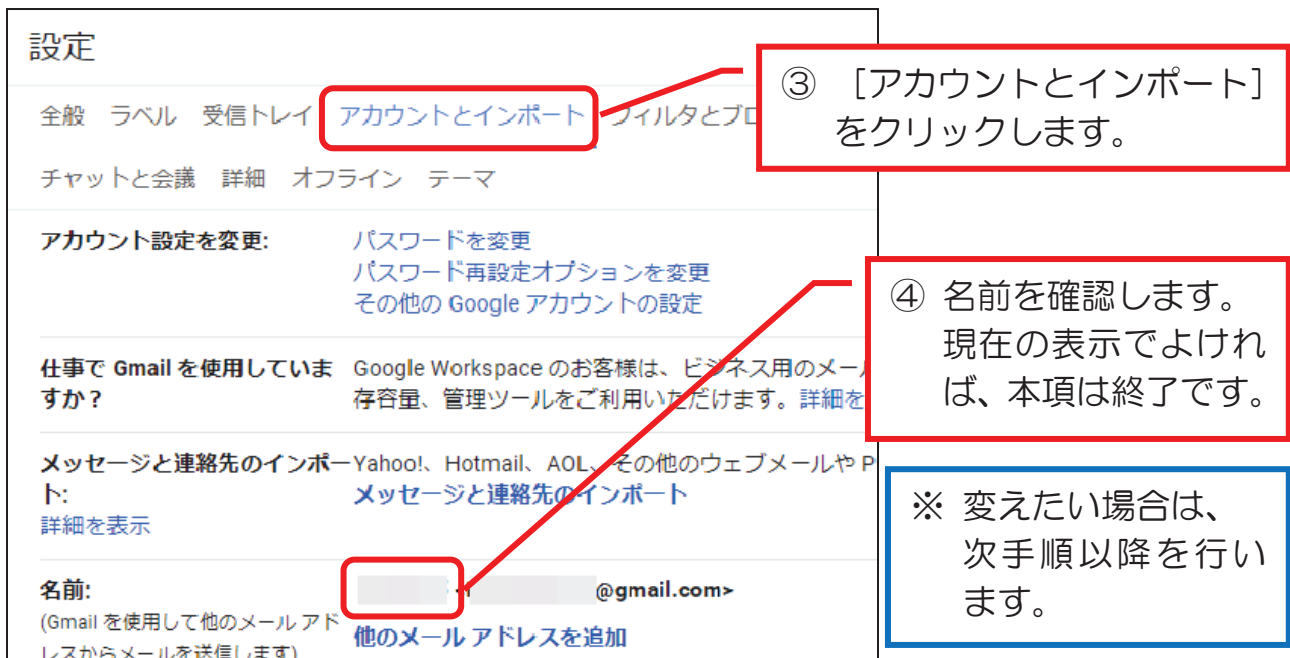 設定
全般 ラベル 受信トレイ アカウントとインポート フィルタとブロ
チャットと会議 詳細 オフライン テーマ
③ [アカウントとインポート]
をクリックします。
アカウント設定を変更:
パスワードを変更
パスワード再設定オプションを変更
その他の Google アカウントの設定
④ 名前を確認します。
現在の表示でよけれ
ば、本項は終了です。
仕事で Gmail を使用していま
すか？
Google Workspace のお客様は、ビジネス用のメール
存容量、管理ツールをご利用いただけます。詳細を
メッセージと連絡先のインポー
ト:
詳細を表示
Yahoo!、Hotmail、AOL、その他のウェブメールや P
メッセージと連絡先のインポート
※ 変えたい場合は、
次手順以降を行い
ます。
名前:
(Gmail を使用して他のメール アド
レスからメールを送信します)
@gmail.com>
他のメール アドレスを追加